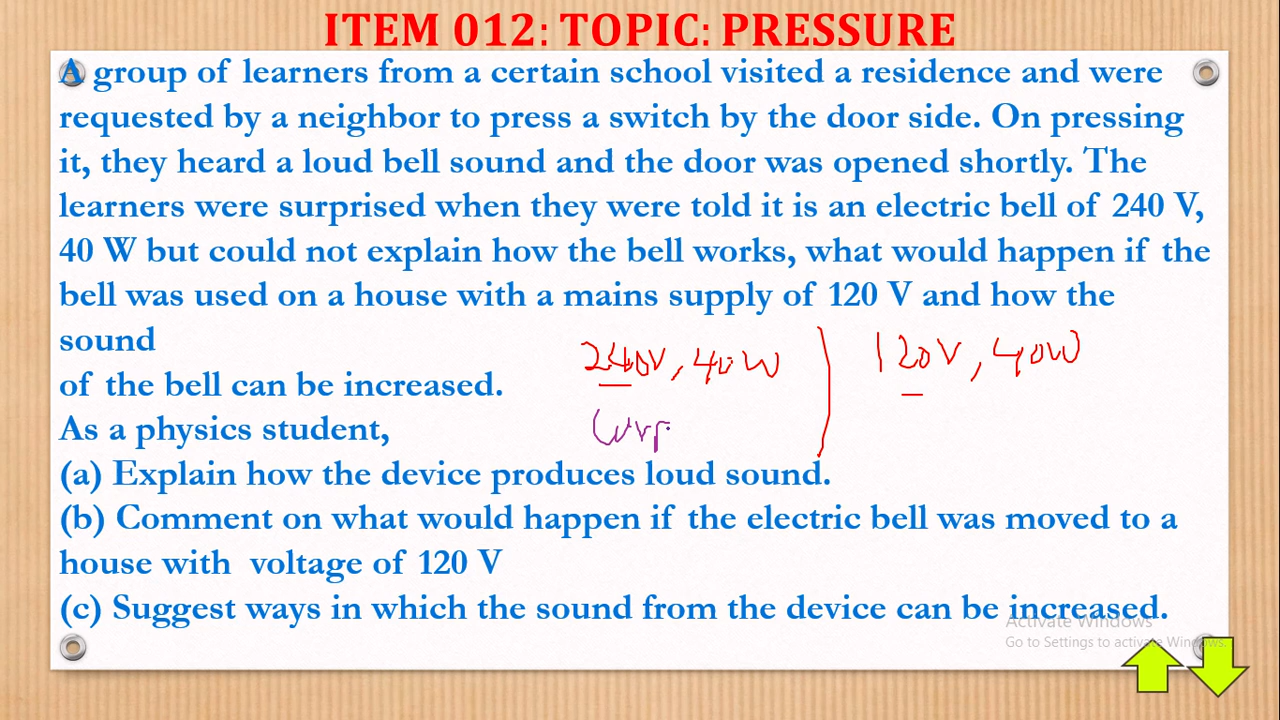 ITEM 012: TOPIC: PRESSURE
A group of learners from a certain school visited a residence and were
requested by a neighbor to press a switch by the door side. On pressing
it, they heard a loud bell sound and the door was opened shortly. The
learners were surprised when they were told it is an electric bell of 240 V,
40 W but could not explain how the bell works, what would happen if the
bell was used on a house with a mains supply of 120 V and how the
sound
240V, 40W
120V, 40W
of the bell can be increased.
As a physics student,
(a) Explain how the device produces loud sound.
(b) Comment on what would happen if the electric bell was moved to a
house with voltage of 120 V
(c) Suggest ways in which the sound from the device can be increased.
Activate Windows
Go to Settings to activate Windows.